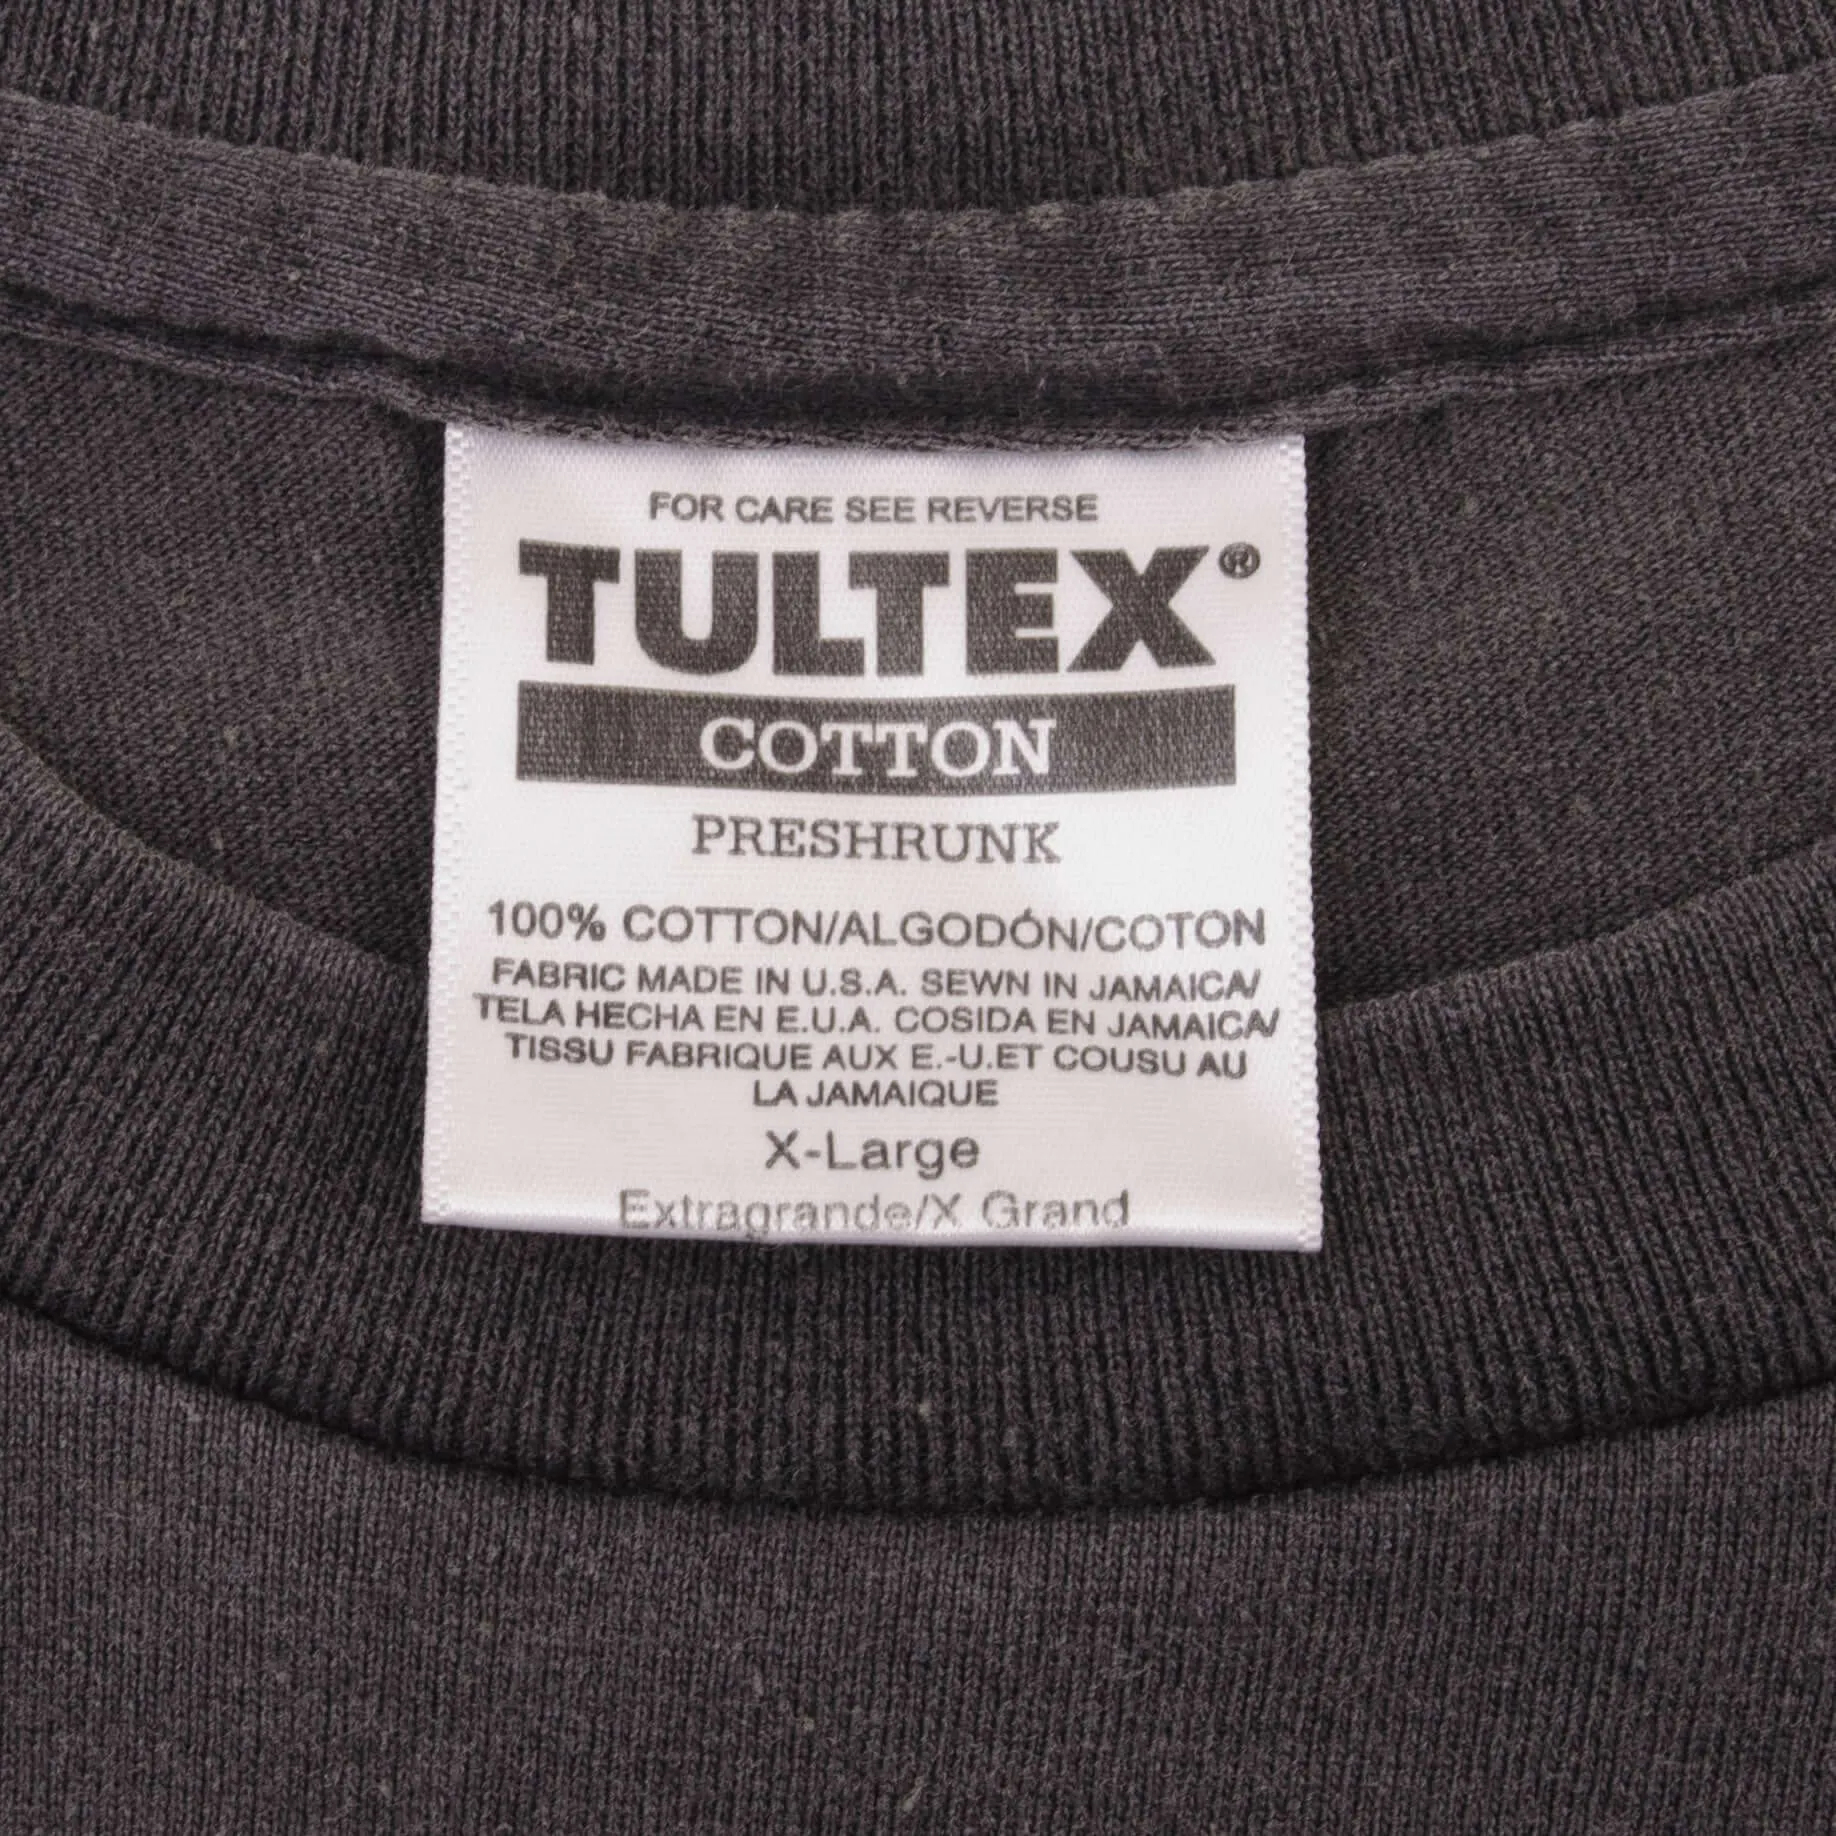 FOR CARE SEE REVERSE
TULTEX®
COTTON
PRESHRUNK
100% COTTON/ALGODÓN/COTON
FABRIC MADE IN U.S.A. SEWN IN JAMAICA/
TELA HECHA EN E.U.A. COSIDA EN JAMAICA/
TISSU FABRIQUE AUX E.-U.ET COUSU AU
LA JAMAIQUE
X-Large
Extragrande/X Grand